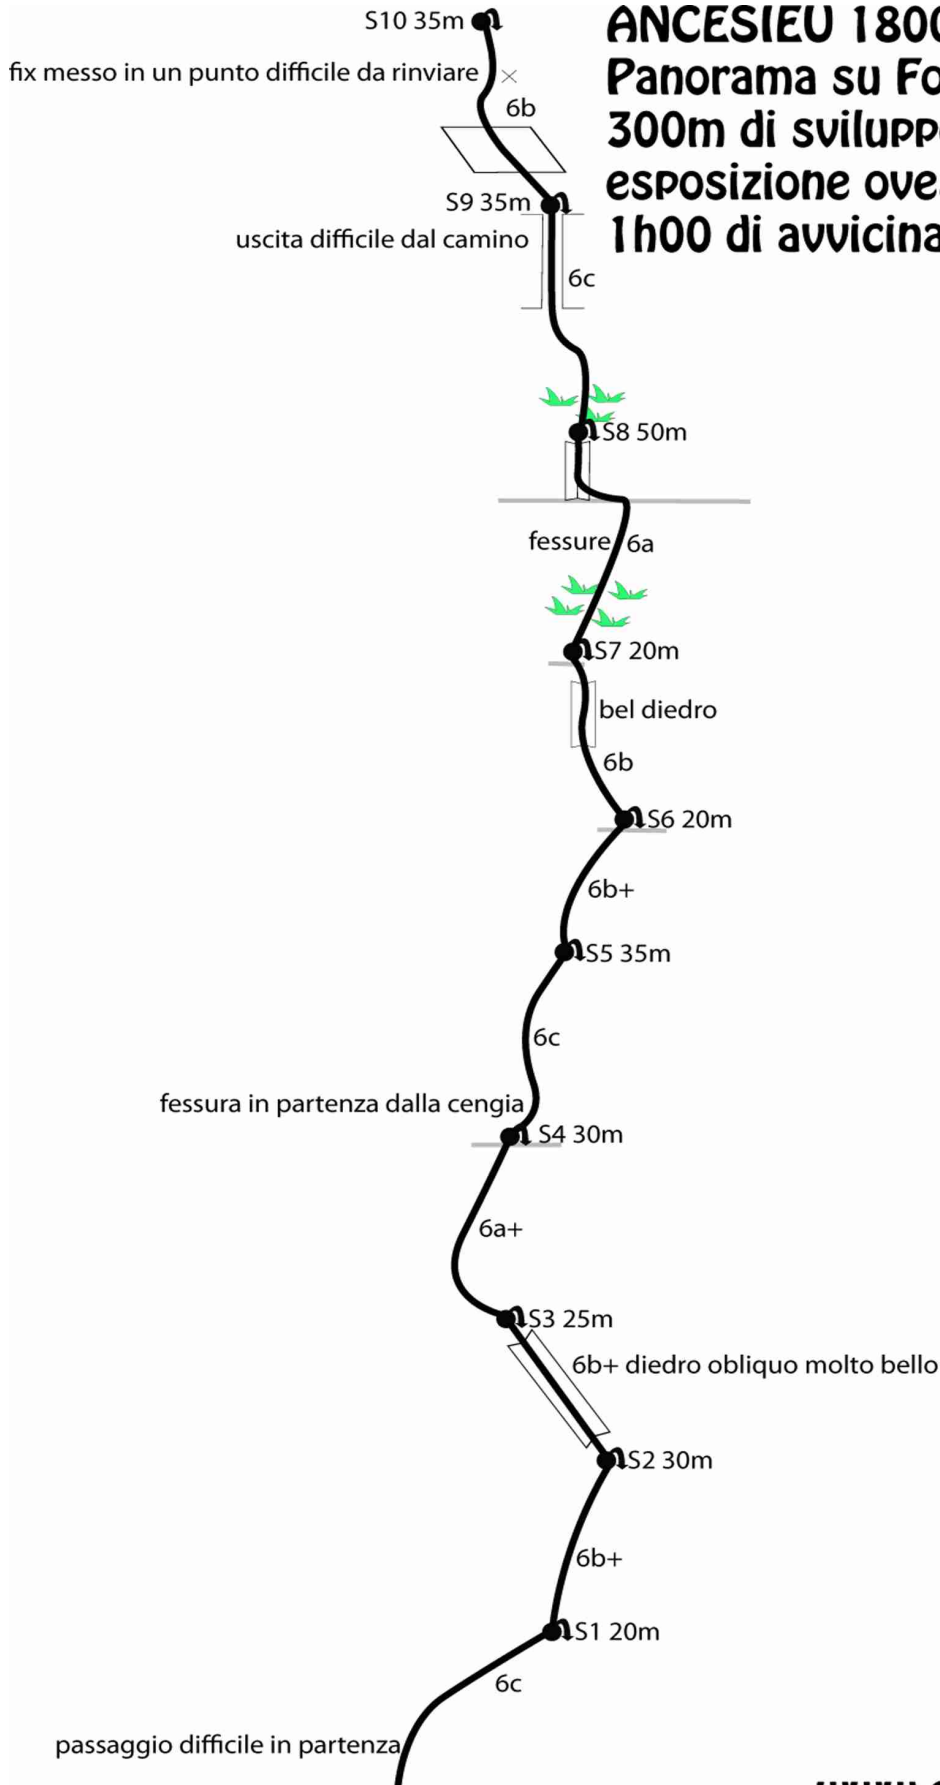 S10 35m
ANCESIEU 1800
fix messo in un punto difficile da rinviare
Panorama su Fo
6b
300m di svilupp
esposizione ove
S9 35m
uscita difficile dal camino
1h00 di avvicina
6c
S8 50m
fessure
6a
S7 20m
bel diedro
6b
S6 20m
6b+
S5 35m
6c
fessura in partenza dalla cengia
S4 30m
6a+
S3 25m
6b+ diedro obliquo molto bello
S2 30m
6b+
S1 20m
6c
passaggio difficile in partenza